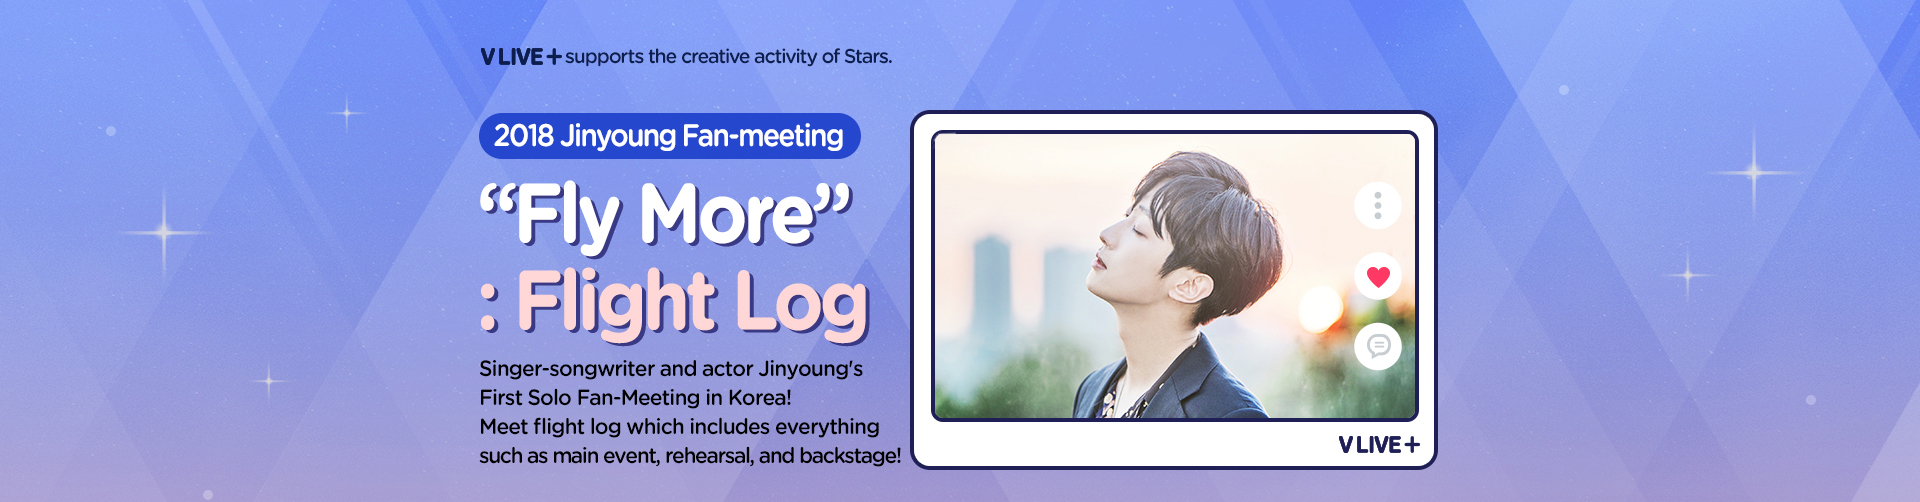 V LIVE+ supports the creative activity of Stars.
2018 Jinyoung Fan-meeting
“Fly More”
: Flight Log
Singer-songwriter and actor Jinyoung's
First Solo Fan-Meeting in Korea!
Meet flight log which includes everything
such as main event, rehearsal, and backstage!
V LIVE+